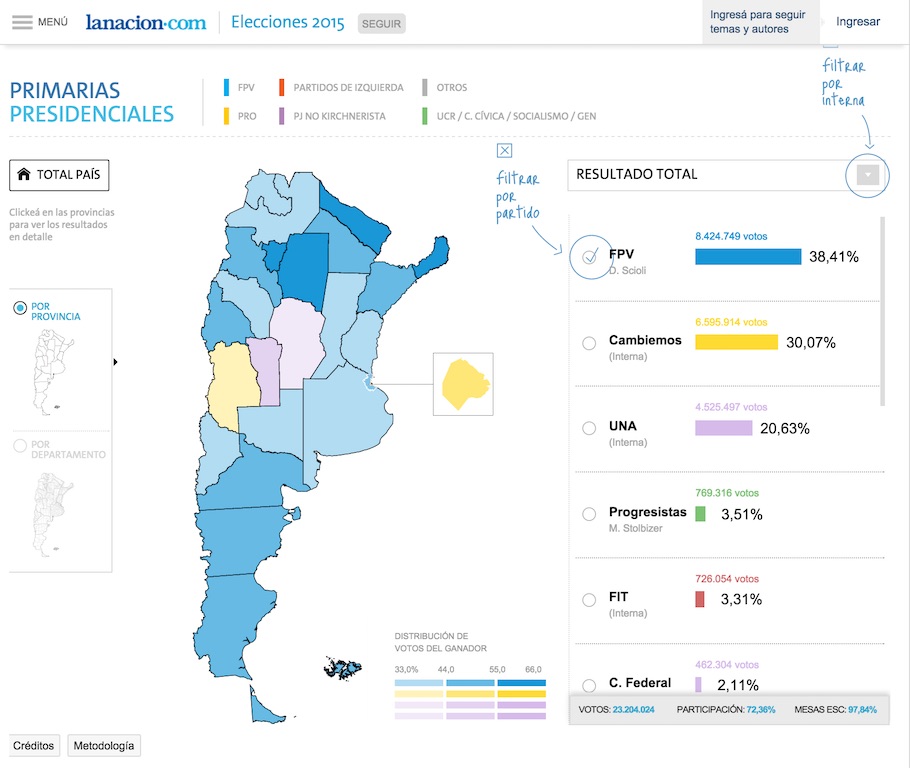 MENÚ
lanacion.com
Elecciones 2015
SEGUIR
Ingresá para seguir
temas y autores
Ingresar
PRIMARIAS
PRESIDENCIALES
FPV
PARTIDOS DE IZQUIERDA
OTROS
PRO
PJ NO KIRCHNERISTA
UCR / C. CÍVICA / SOCIALISMO / GEN
filtrar
por
interna
TOTAL PAÍS
Clickeá en las provincias
para ver los resultados
en detalle
POR
PROVINCIA
POR
DEPARTAMENTO
filtrar
por
partido
RESULTADO TOTAL
8.424.749 votos
FPV
38,41%
D. Scioli
6.595.914 votos
Cambiemos
30,07%
(Interna)
4.525.497 votos
UNA
20,63%
(Interna)
769.316 votos
Progresistas
3,51%
M. Stolbizer
726.054 votos
FIT
3,31%
(Interna)
462.304 votos
C. Federal
2,11%
DISTRIBUCIÓN DE
VOTOS DEL GANADOR
33,0% 44,0 55,0 66,0
VOTOS: 23.204.024 PARTICIPACIÓN: 72,36% MESAS ESC: 97,84%
Créditos
Metodología